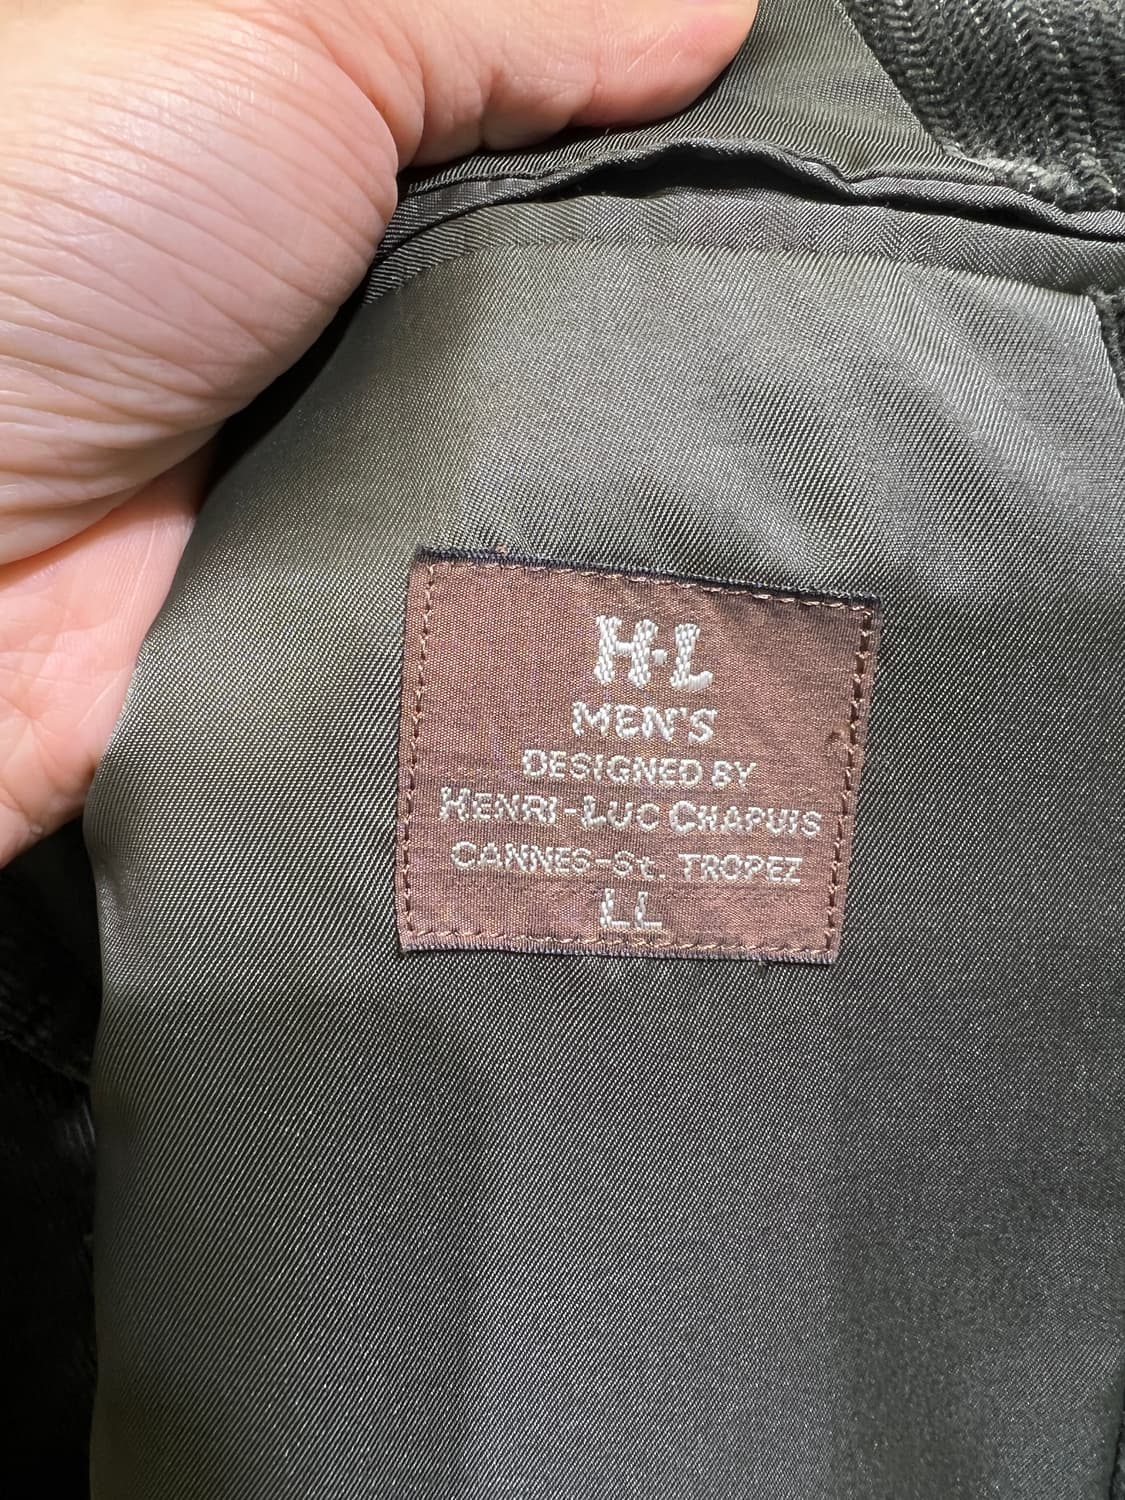 H·L
MEN'S
DESIGNED BY
HENRI-LUC CHAPUIS
CANNES-St. TROPEZ
LL